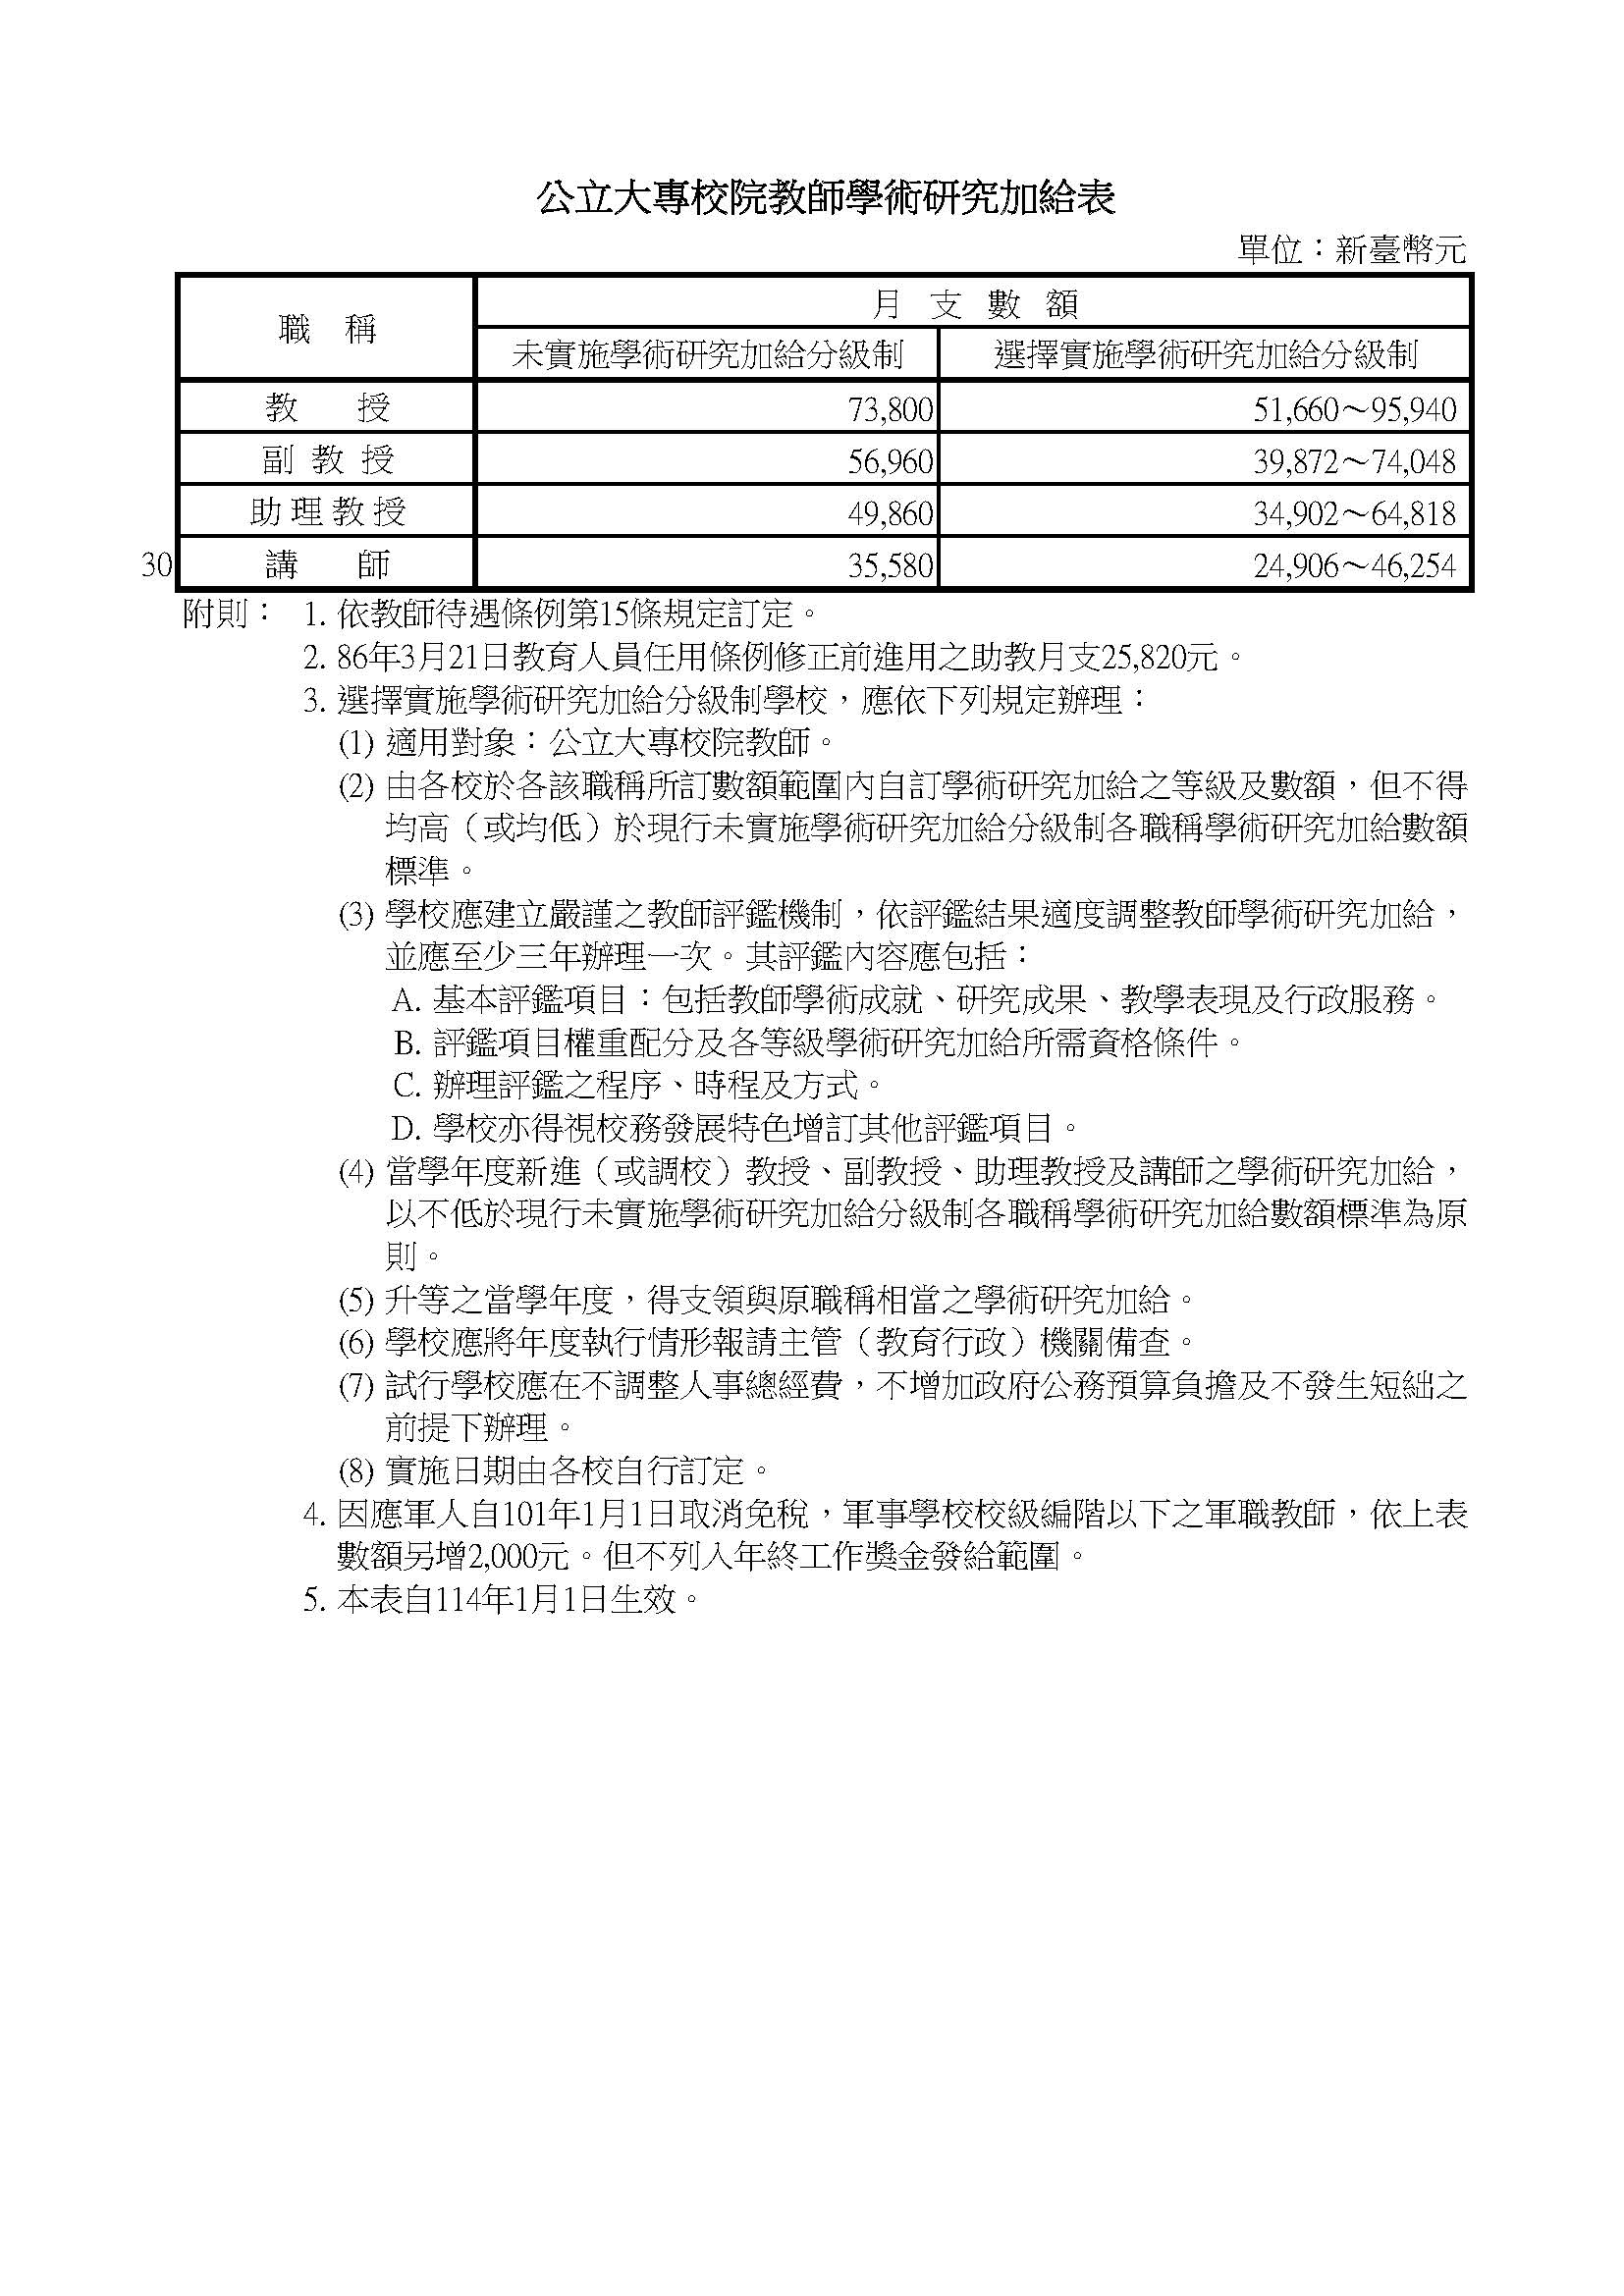 公立大專校院教師學術研究加給表
單位：新臺幣元
職　稱
月　支　數　額
未實施學術研究加給分級制
選擇實施學術研究加給分級制
教　　授 73,800 51,660～95,940
副 教 授 56,960 39,872～74,048
助 理 教 授 49,860 34,902～64,818
30 講　　師 35,580 24,906～46,254
附則： 1. 依教師待遇條例第15條規定訂定。
2. 86年3月21日教育人員任用條例修正前進用之助教月支25,820元。
3. 選擇實施學術研究加給分級制學校，應依下列規定辦理：
(1) 適用對象：公立大專校院教師。
(2) 由各校於各該職稱所訂數額範圍內自訂學術研究加給之等級及數額，但不得
均高（或均低）於現行未實施學術研究加給分級制各職稱學術研究加給數額
標準。
(3) 學校應建立嚴謹之教師評鑑機制，依評鑑結果適度調整教師學術研究加給，
並應至少三年辦理一次。其評鑑內容應包括：
A. 基本評鑑項目：包括教師學術成就、研究成果、教學表現及行政服務。
B. 評鑑項目權重配分及各等級學術研究加給所需資格條件。
C. 辦理評鑑之程序、時程及方式。
D. 學校亦得視校務發展特色增訂其他評鑑項目。
(4) 當學年度新進（或調校）教授、副教授、助理教授及講師之學術研究加給，
以不低於現行未實施學術研究加給分級制各職稱學術研究加給數額標準為原
則。
(5) 升等之當學年度，得支領與原職稱相當之學術研究加給。
(6) 學校應將年度執行情形報請主管（教育行政）機關備查。
(7) 試行學校應在不調整人事總經費，不增加政府公務預算負擔及不發生短絀之
前提下辦理。
(8) 實施日期由各校自行訂定。
4. 因應軍人自101年1月1日取消免稅，軍事學校校級編階以下之軍職教師，依上表
數額另增2,000元。但不列入年終工作獎金發給範圍。
5. 本表自114年1月1日生效。